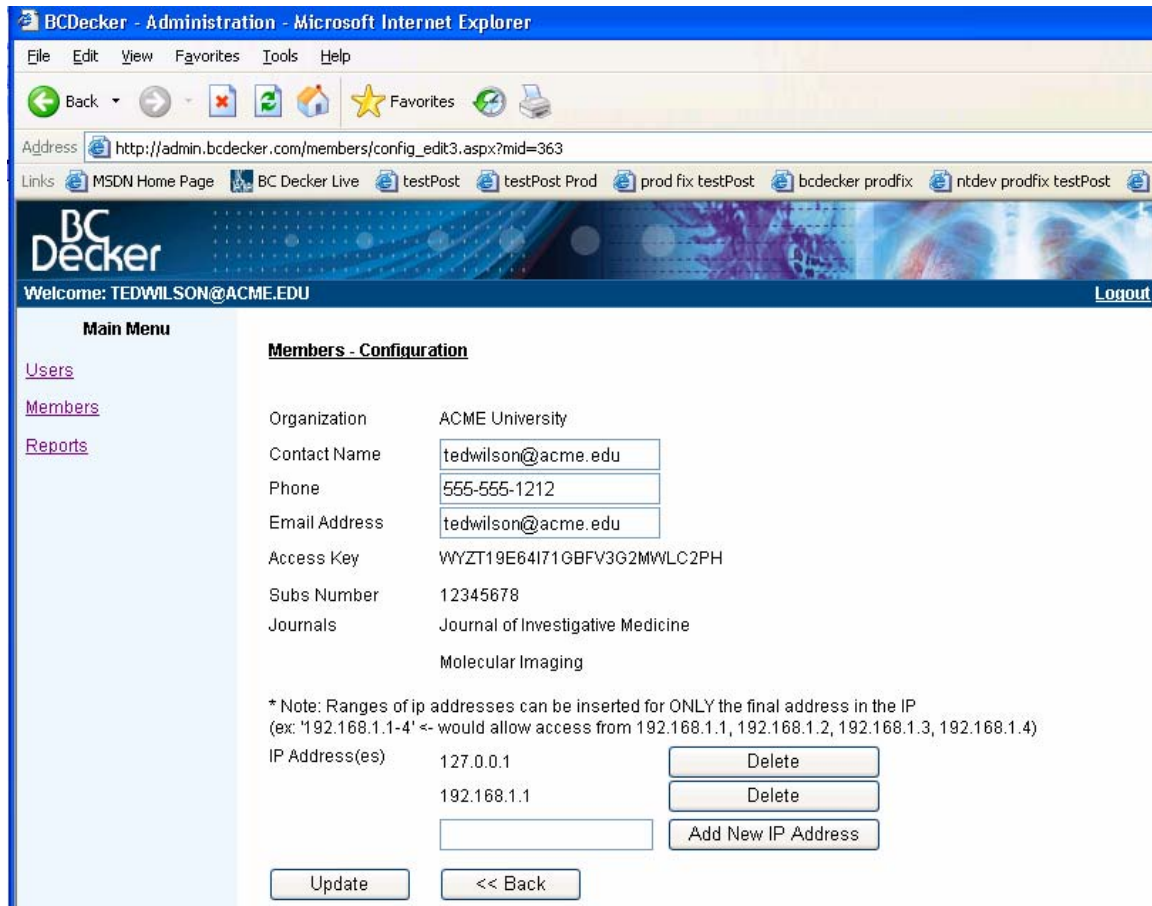 BCDecker - Administration - Microsoft Internet Explorer
File Edit View Favorites Tools Help
Back Favorites
Address http://admin.bcdecker.com/members/config_edit3.aspx?mid=363
Links MSDN Home Page BC Decker Live testPost testPost Prod prod fix testPost bcdecker prodfix ntdev prodfix testPost
BC
Decker
Welcome: TEDWILSON@ACME.EDU Logout
Main Menu
Users
Members
Reports
Members - Configuration
Organization ACME University
Contact Name tedwilson@acme.edu
Phone 555-555-1212
Email Address tedwilson@acme.edu
Access Key WYZT19E64I71GBFV3G2MWLC2PH
Subs Number 12345678
Journals Journal of Investigative Medicine
Molecular Imaging
* Note: Ranges of ip addresses can be inserted for ONLY the final address in the IP
(ex: '192.168.1.1-4' <- would allow access from 192.168.1.1, 192.168.1.2, 192.168.1.3, 192.168.1.4)
IP Address(es) 127.0.0.1 Delete
192.168.1.1 Delete
Add New IP Address
Update << Back